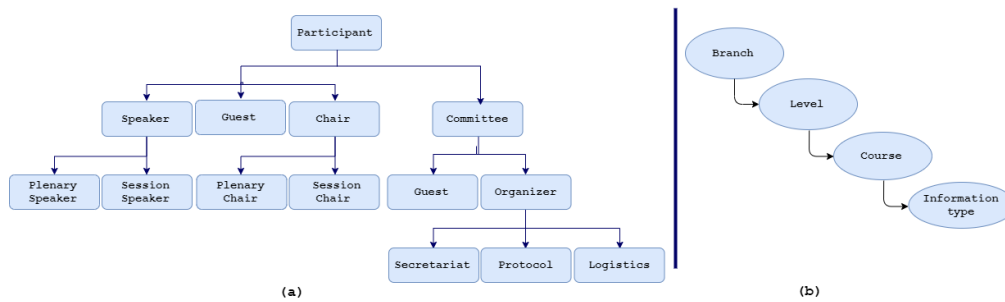 Participant
Speaker
Guest
Chair
Committee
Plenary
Speaker
Session
Speaker
Plenary
Chair
Session
Chair
Guest
Organizer
Secretariat
Protocol
Logistics
(a)
Branch
Level
Course
Information
type
(b)